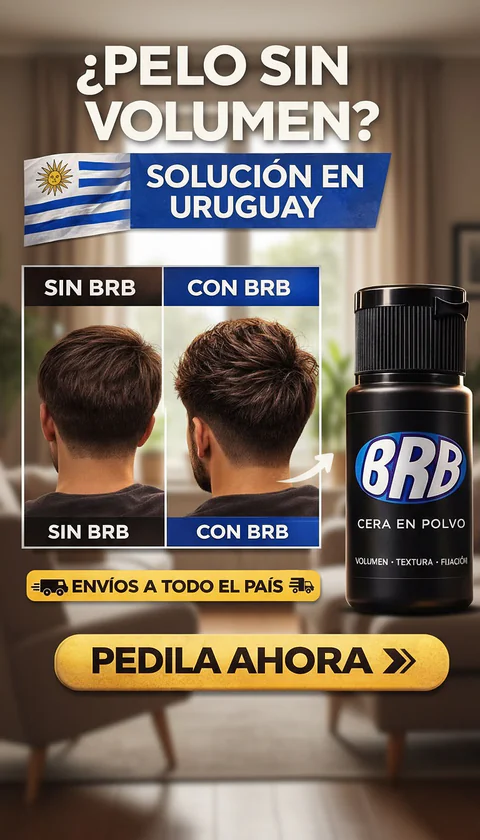 ¿PELO SIN
VOLUMEN?
SOLUCIÓN EN
URUGUAY
SIN BRB
CON BRB
SIN BRB
CON BRB
BRB
CERA EN POLVO
VOLUMEN · TEXTURA · FIJACIÓN
ENVÍOS A TODO EL PAÍS
PEDILA AHORA